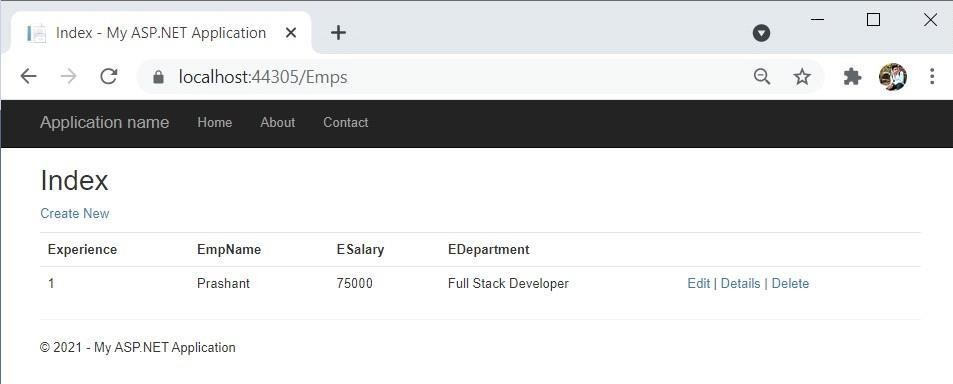 Index - My ASP.NET Application
localhost:44305/Emps
Application name Home About Contact
Index
Create New
Experience EmpName ESalary EDepartment
1 Prashant 75000 Full Stack Developer Edit | Details | Delete
© 2021 - My ASP.NET Application